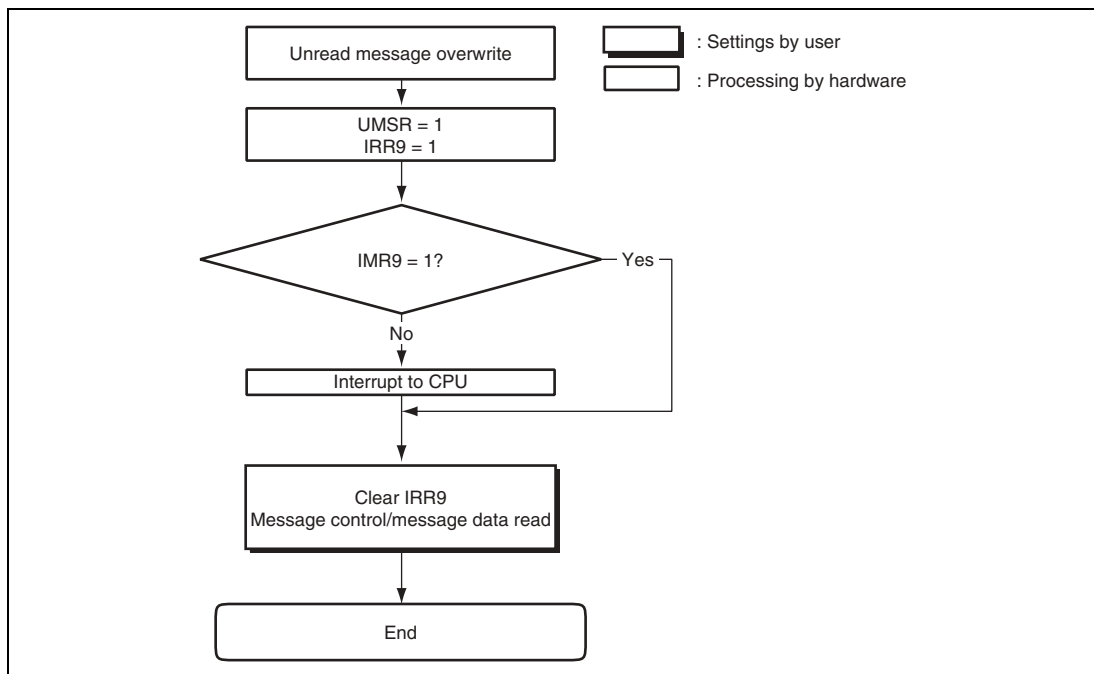 Unread message overwrite
: Settings by user
: Processing by hardware
UMSR = 1
IRR9 = 1
IMR9 = 1?
Yes
No
Interrupt to CPU
Clear IRR9
Message control/message data read
End